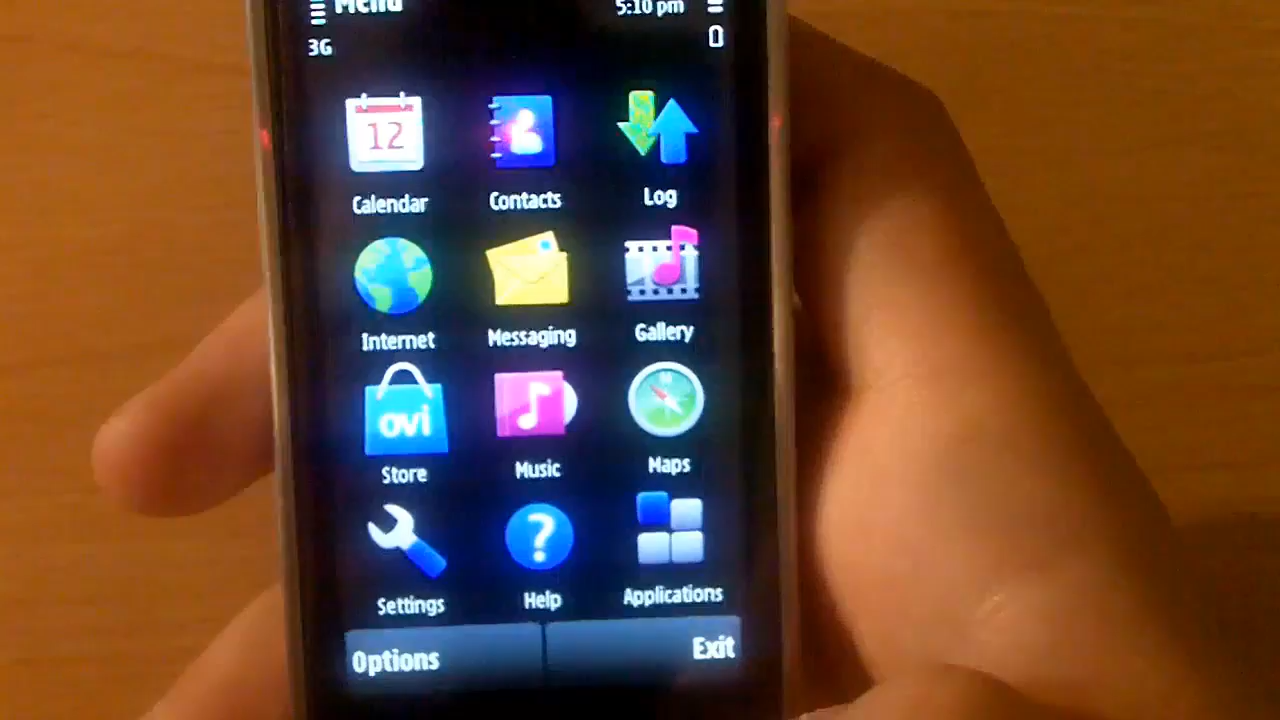 Menu 5:10 pm
3G
12
Calendar Contacts Log
Internet Messaging Gallery
ovi
Store Music Maps
?
Settings Help Applications
Options Exit